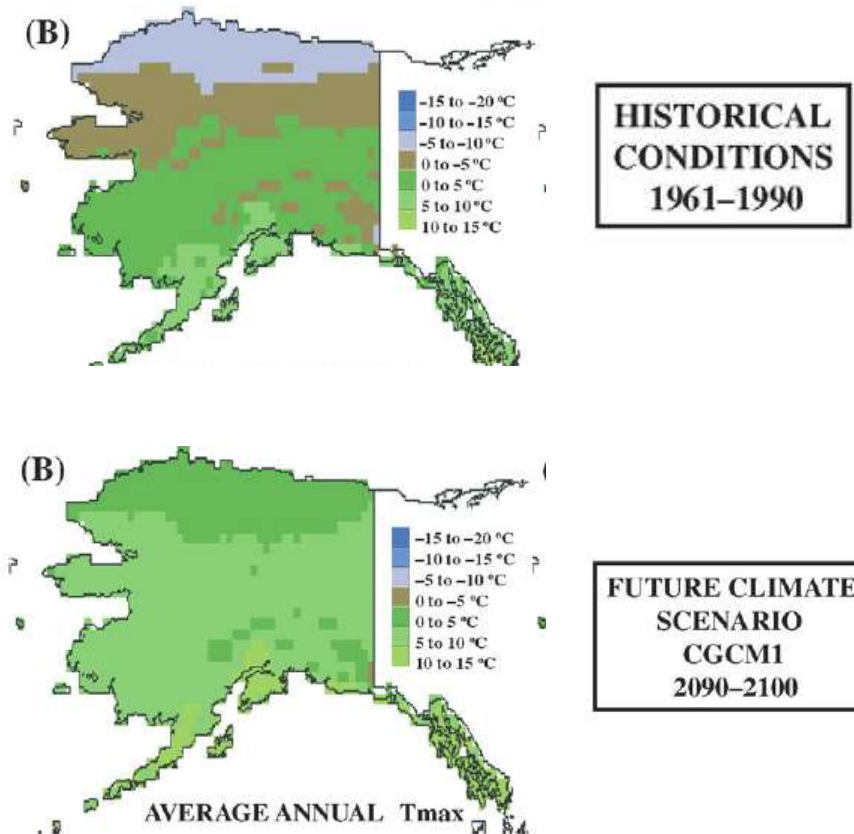 (B)
–15 to –20 ºC
–10 to –15 ºC
–5 to –10 ºC
0 to –5 ºC
0 to 5 ºC
5 to 10 ºC
10 to 15 ºC
HISTORICAL
CONDITIONS
1961–1990
(B)
–15 to –20 ºC
–10 to –15 ºC
–5 to –10 ºC
0 to –5 ºC
0 to 5 ºC
5 to 10 ºC
10 to 15 ºC
FUTURE CLIMATE
SCENARIO
CGCM1
2090–2100
AVERAGE ANNUAL Tmax